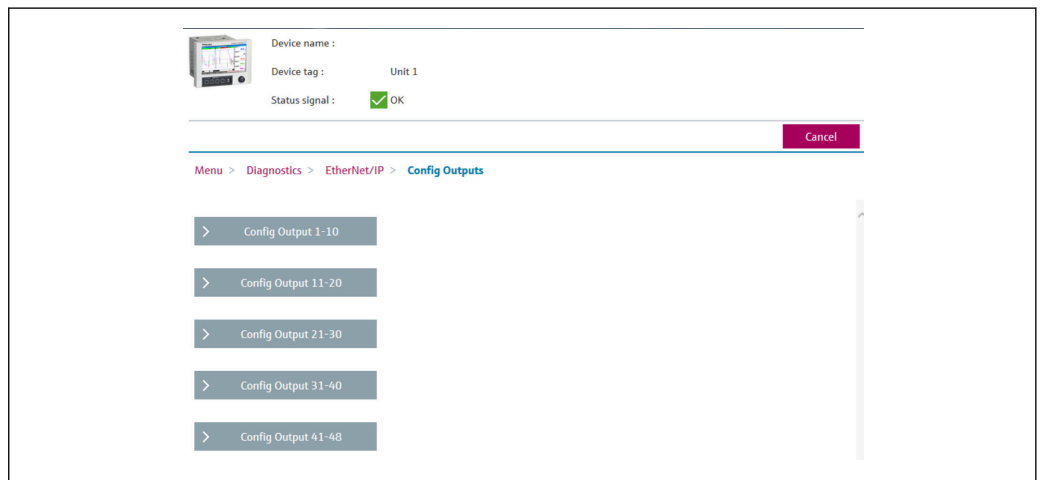 Device name :
Device tag : Unit 1
Status signal : OK
Cancel
Menu > Diagnostics > EtherNet/IP > Config Outputs
Config Output 1-10
Config Output 11-20
Config Output 21-30
Config Output 31-40
Config Output 41-48